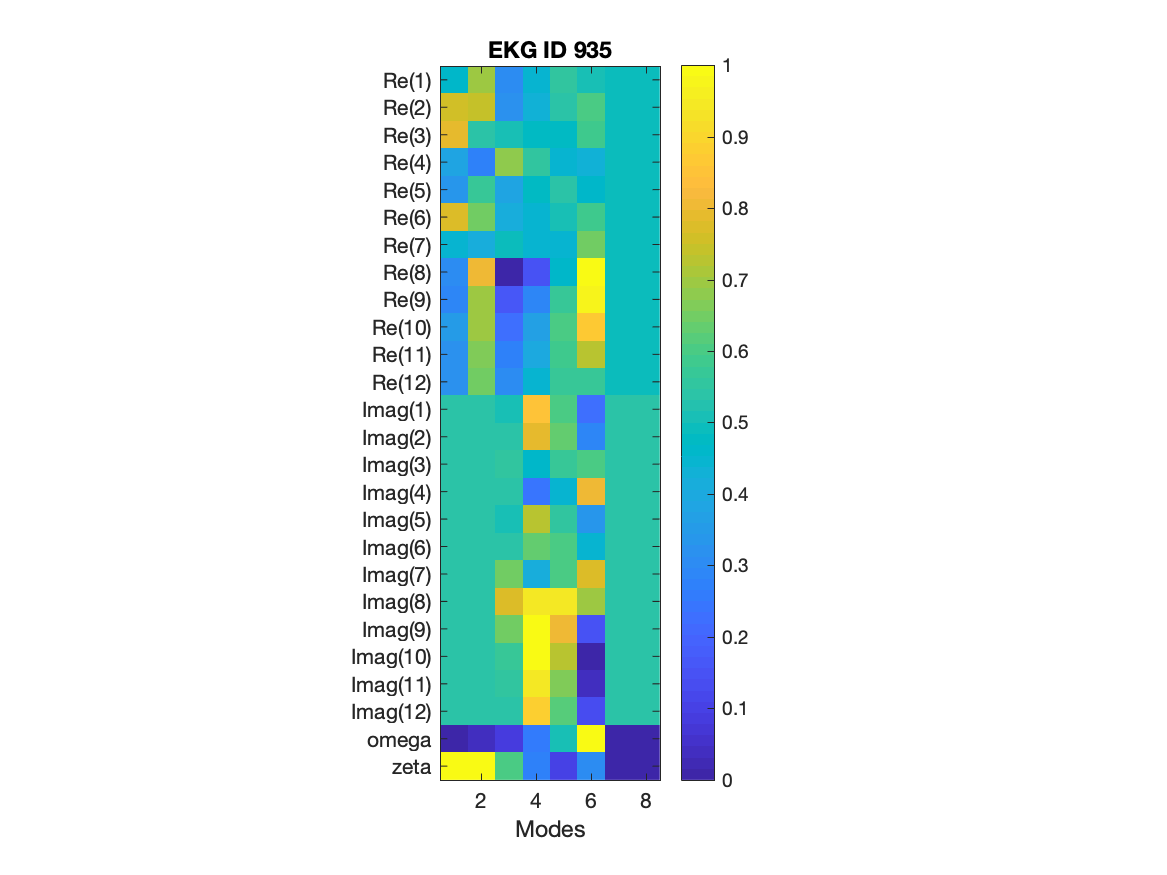 EKG ID 935
Re(1)
Re(2)
Re(3)
Re(4)
Re(5)
Re(6)
Re(7)
Re(8)
Re(9)
Re(10)
Re(11)
Re(12)
Imag(1)
Imag(2)
Imag(3)
Imag(4)
Imag(5)
Imag(6)
Imag(7)
Imag(8)
Imag(9)
Imag(10)
Imag(11)
Imag(12)
omega
zeta
2 4 6 8
Modes
1
0.9
0.8
0.7
0.6
0.5
0.4
0.3
0.2
0.1
0